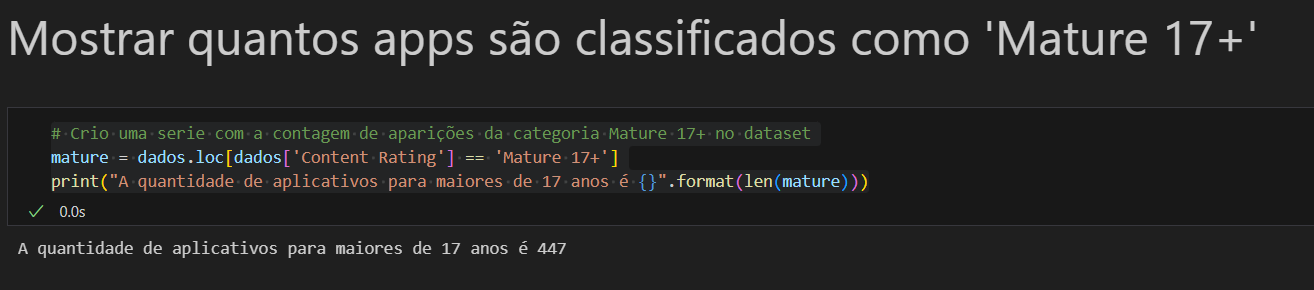 Mostrar quantos apps são classificados como 'Mature 17+'
# Crio uma serie com a contagem de aparições da categoria Mature 17+ no dataset
mature = dados.loc[dados['Content Rating'] == 'Mature 17+']
print("A quantidade de aplicativos para maiores de 17 anos é {}".format(len(mature)))
0.0s
A quantidade de aplicativos para maiores de 17 anos é 447